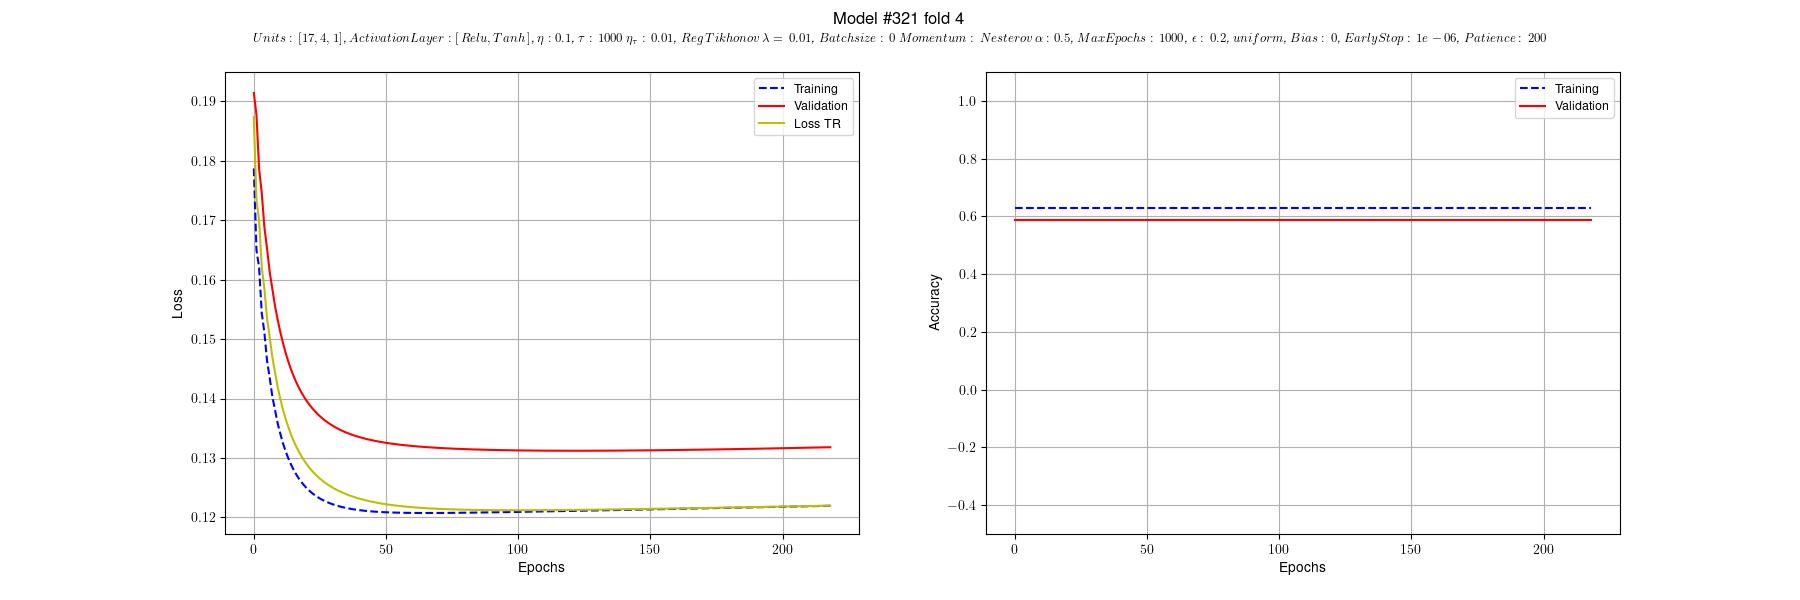 Model #321 fold 4
Units : [17, 4, 1], ActivationLayer : [ Relu, Tanh], η : 0.1, τ : 1000 ητ : 0.01, RegTikhonov λ = 0.01, Batchsize : 0 Momentum : Nesterov α : 0.5, MaxEpochs : 1000, ϵ : 0.2, uniform, Bias : 0, EarlyStop : 1e − 06, Patience : 200
Training
Validation
Loss TR
0.19
0.18
0.17
0.16
0.15
0.14
0.13
0.12
Loss
0 50 100 150 200
Epochs
Training
Validation
1.0
0.8
0.6
0.4
0.2
0.0
−0.2
−0.4
Accuracy
0 50 100 150 200
Epochs